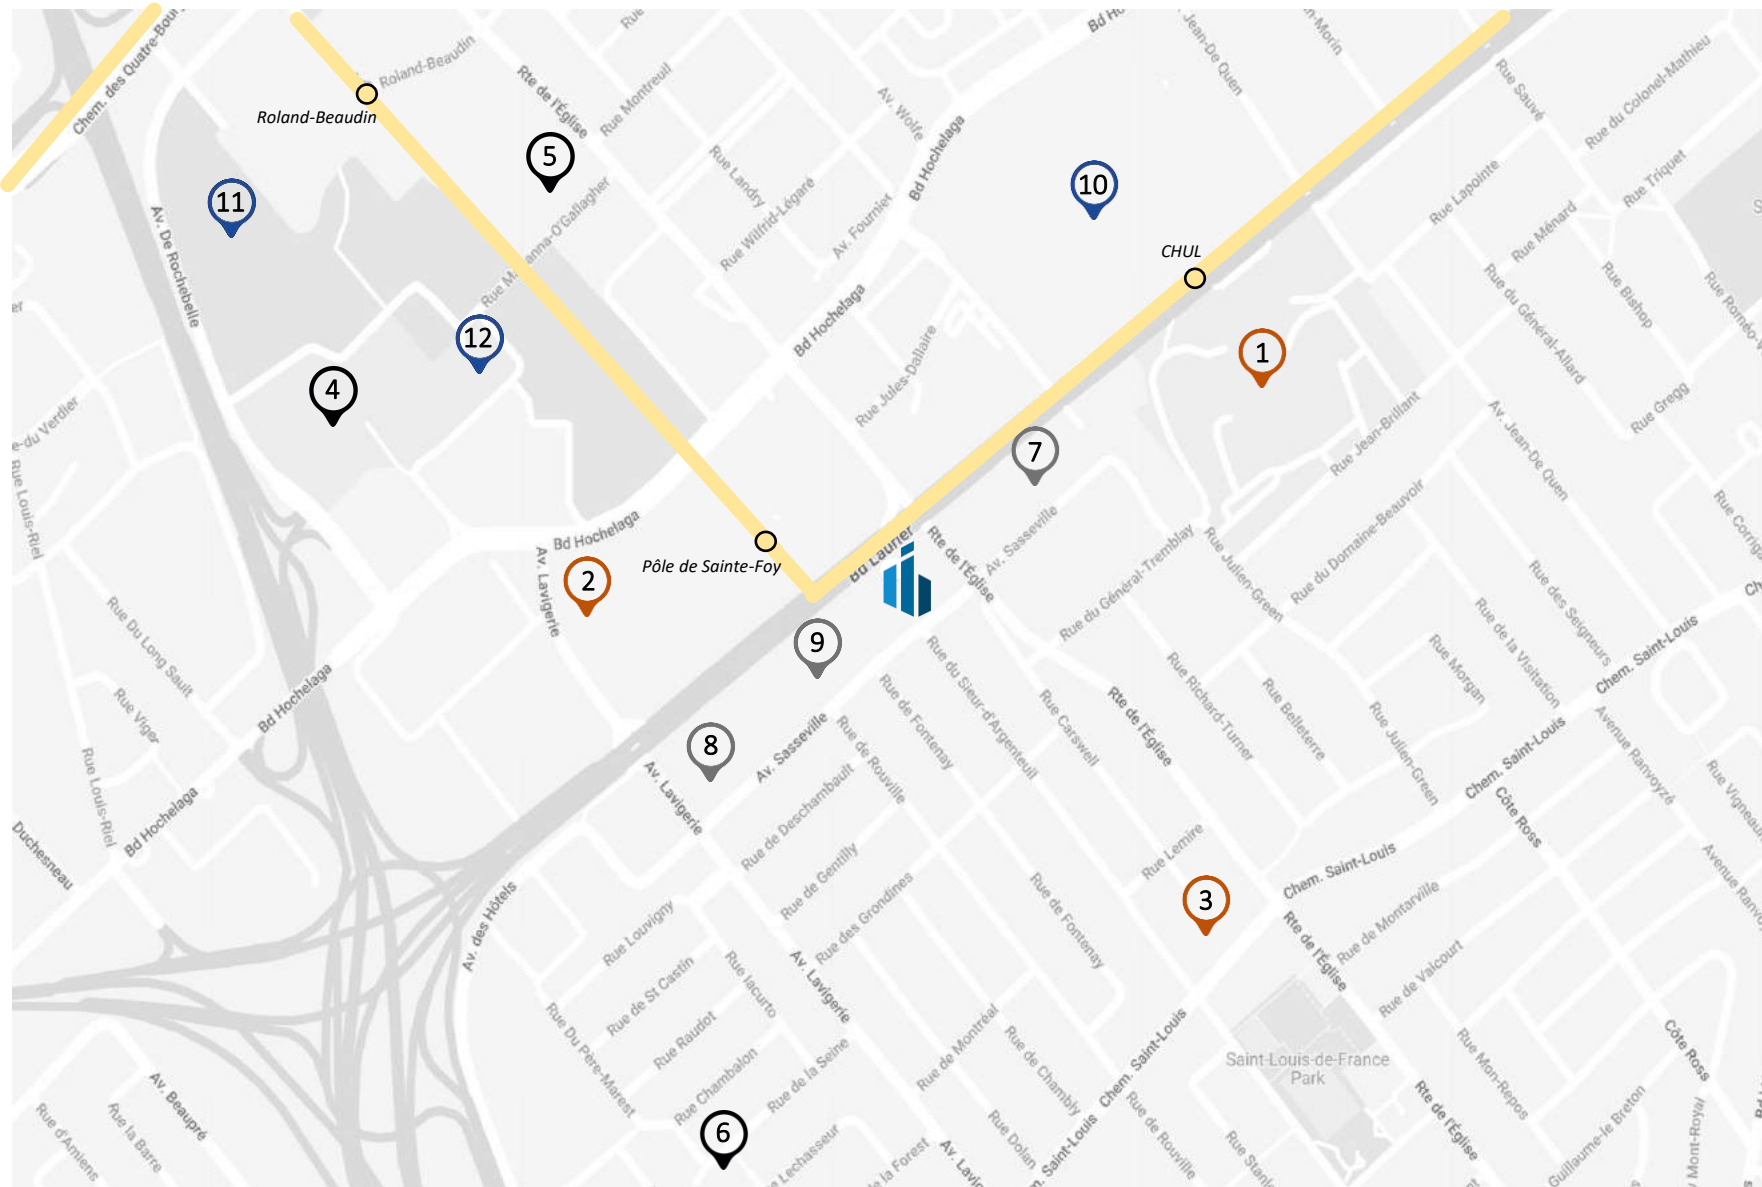 Chem. des Quatre-Bour
Roland-Beaudin
Roland-Beaudin
Rte de l'Église
Rue Montreuil
Rue
Av. Wolfe
Bd Hochelaga
Jean-De Quen
Rue Sauvé
Rue du Colonel-Mathieu
5
10
11
Rue Landry
Rue Wilfrid-Légaré
Av. Fournier
Rue Lapointe
Rue Triquet
Rue Ménard
Av. De Rochebelle
CHUL
Rue Bishop
Rue du Général-Allard
12
1
4
Bd Hochelaga
Rue Jules-Dallaire
Rue Gregg
Rue Jean-Brillant
Av. Jean-De Quen
Rue Louis-Riel
7
Bd Hochelaga
Av. Lavigerie
Pôle de Sainte-Foy
2
Bd Laurier
Rte de l'Église
Av. Sasseville
Rue du Général-Tremblay
Rue Julien-Green
Rue du Domaine-Beauvoir
Rue des Seigneurs
Rue de la Visitation
Rue Du Long Sault
9
Rue du Sieur-d'Argenteuil
Rue Carswell
Rte de l'Église
Rue Richard-Turner
Rue Belleterre
Rue Morgan
Chem. Saint-Louis
Bd Hochelaga
Rue Viger
8
Av. Sasseville
Rue de Fontenay
Rue de Rouville
Rue Julien-Green
Chem. Saint-Louis
Avenue Ranvoyzé
Rue Louis-Riel
Bd Hochelaga
Av. Lavigerie
Rue de Deschambault
Rue de Gentilly
Côte Ross
Duchesneau
Rue Lemire
Chem. Saint-Louis
Av. des Hôtels
3
Rue Louvigny
Rue des Grondines
Rue de Fontenay
Rte de l'Église
Rue de Montarville
Rue de Valcourt
Rue de St Castin
Rue Iacurto
Av. Lavigerie
Rue Raudot
Rue Du Père-Marest
Rue Chambalon
Rue de la Seine
Rue de Montréal
Rue de Chambly
Chem. Saint-Louis
Saint-Louis-de-France
Park
Rue Mon-Repos
Côte Ross
Av. Beaupré
Rue d'Amiens
Rue la Barre
6
Rue Dolan
Saint-Louis
Rue de Rouville
Rte de l'Église
Guillaume-le Breton
Mont-Royal
Lechasseur
la Forest